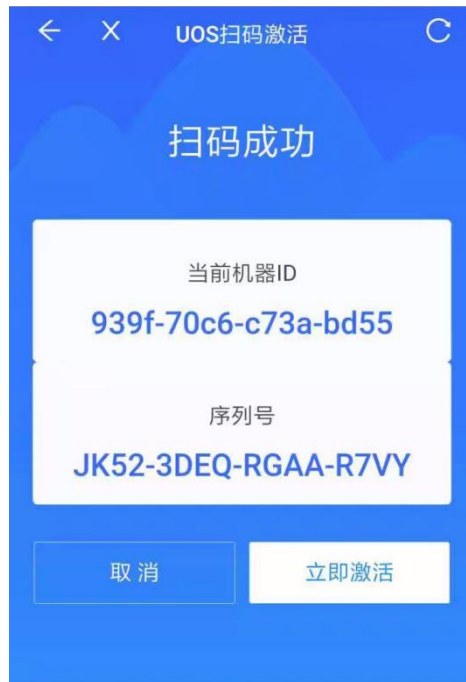 UOS扫码激活
扫码成功
当前机器ID
939f-70c6-c73a-bd55
序列号
JK52-3DEQ-RGAA-R7VY
取消
立即激活